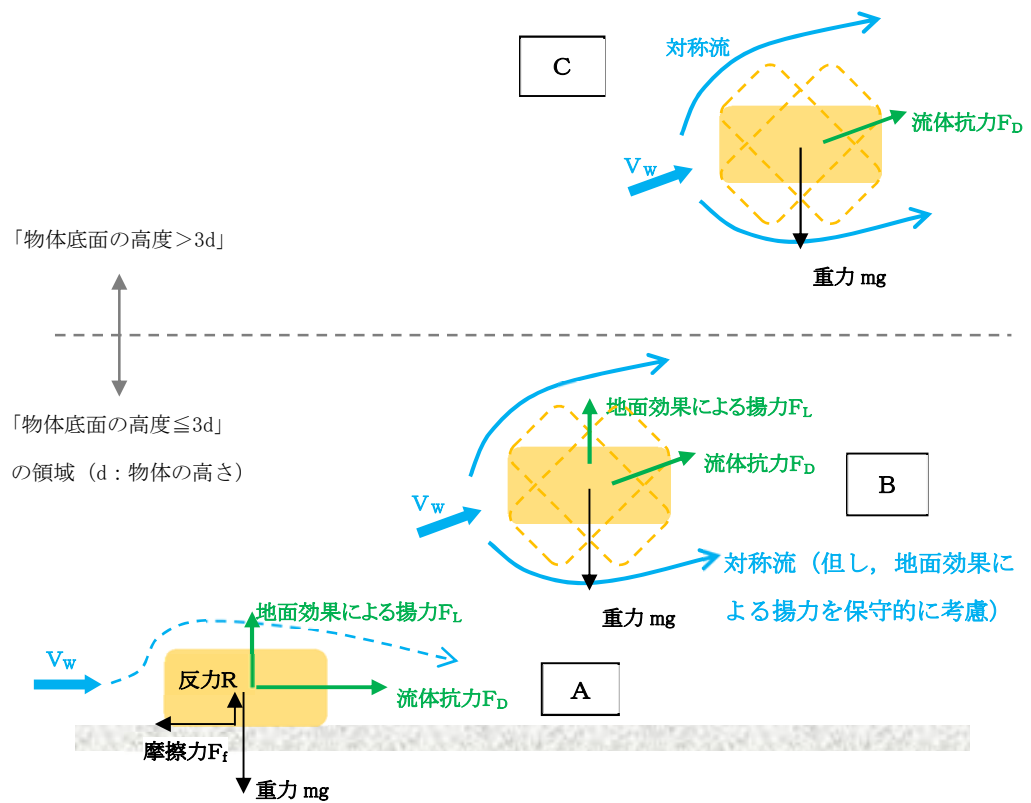 C
対称流
流体抗力FD
VW
重力 mg
「物体底面の高度＞3d」
「物体底面の高度≦3d」
の領域（d：物体の高さ）
地面効果による揚力FL
流体抗力FD
B
VW
対称流（但し，地面効果に
よる揚力を保守的に考慮）
重力 mg
地面効果による揚力FL
VW
反力R
A
流体抗力FD
摩擦力Ff
重力 mg